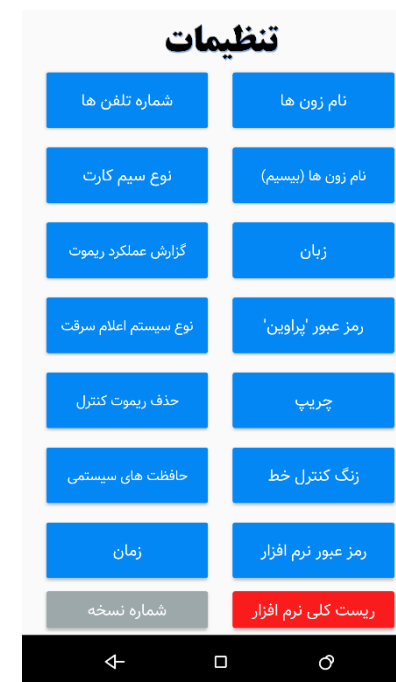 تنظیمات
نام زون ها
شماره تلفن ها
نام زون ها (بیسیم)
نوع سیم کارت
زبان
گزارش عملکرد ریموت
رمز عبور 'پراوین'
نوع سیستم اعلام سرقت
چریپ
حذف ریموت کنترل
زنگ کنترل خط
حافظت های سیستمی
رمز عبور نرم افزار
زمان
ریست کلی نرم افزار
شماره نسخه